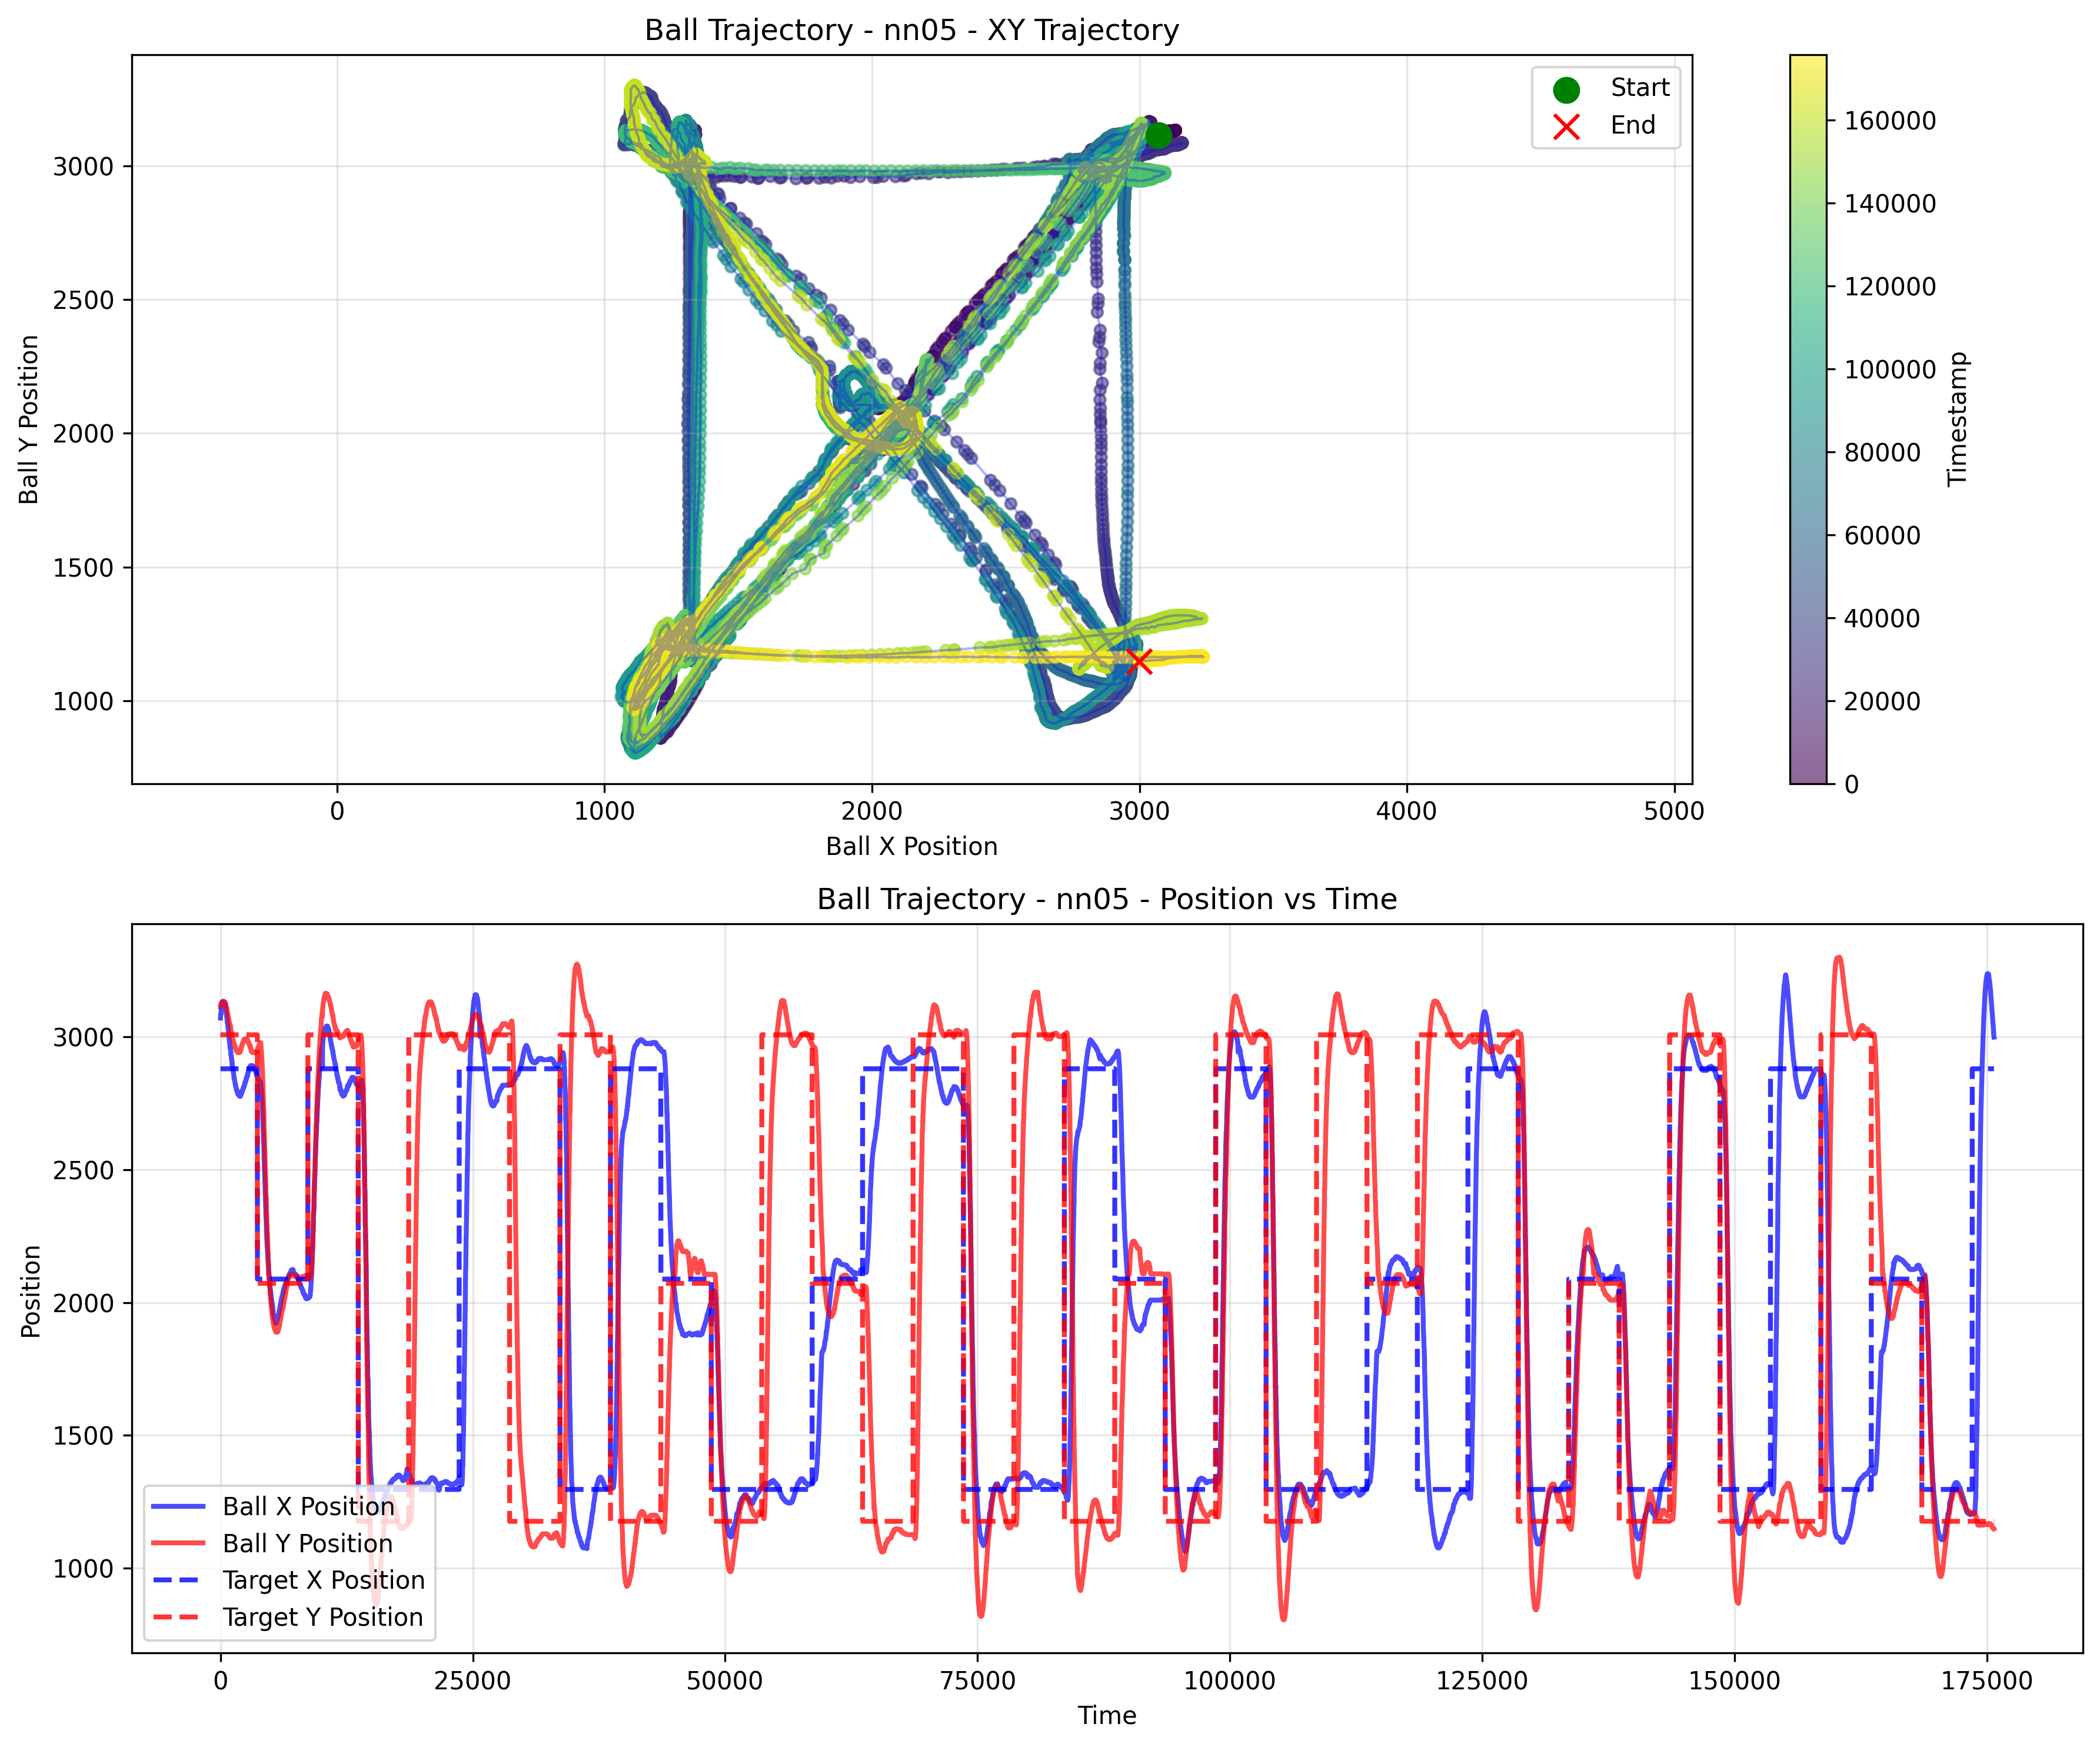 Ball Trajectory - nn05 - XY Trajectory
Start
End
3000
2500
2000
1500
1000
Ball Y Position
0
1000
2000
3000
4000
5000
Ball X Position
160000
140000
120000
100000
80000
60000
40000
20000
0
Timestamp
Ball Trajectory - nn05 - Position vs Time
3000
2500
2000
1500
1000
Position
Ball X Position
Ball Y Position
Target X Position
Target Y Position
0
25000
50000
75000
100000
125000
150000
175000
Time